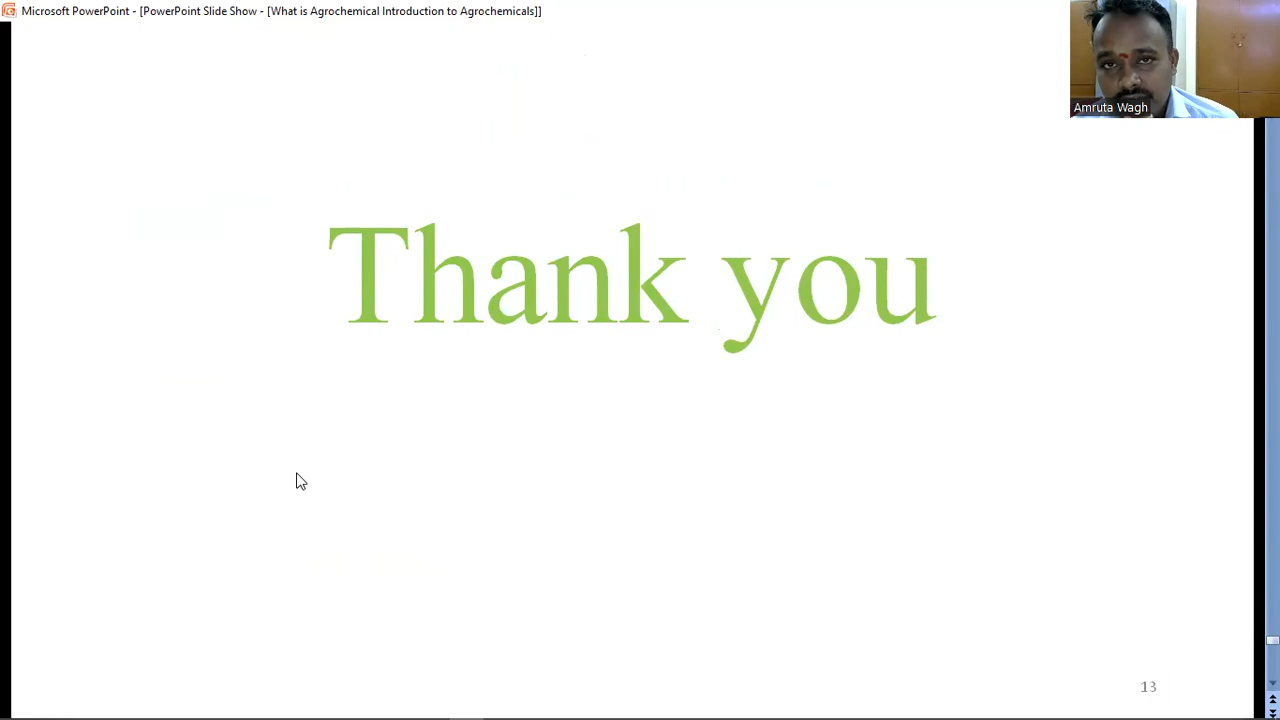 Microsoft PowerPoint - [PowerPoint Slide Show - [What is Agrochemical Introduction to Agrochemicals]]
Amruta Wagh
Thank you
13